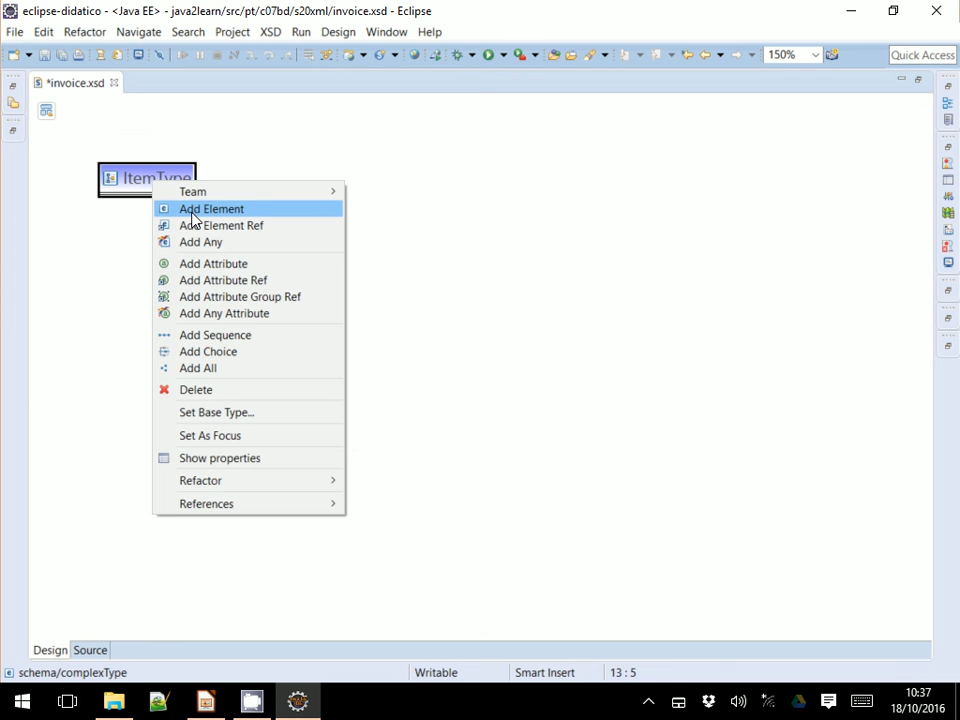 eclipse-didatico - <Java EE> - java2learn/src/pt/c07bd/s20xml/invoice.xsd - Eclipse
File Edit Refactor Navigate Search Project XSD Run Design Window Help
150%
Quick Access
*invoice.xsd
ItemType
Team
Add Element
Add Element Ref
Add Any
Add Attribute
Add Attribute Ref
Add Attribute Group Ref
Add Any Attribute
Add Sequence
Add Choice
Add All
Delete
Set Base Type...
Set As Focus
Show properties
Refactor
References
Design Source
schema/complexType Writable Smart Insert 13 : 5
10:37
18/10/2016